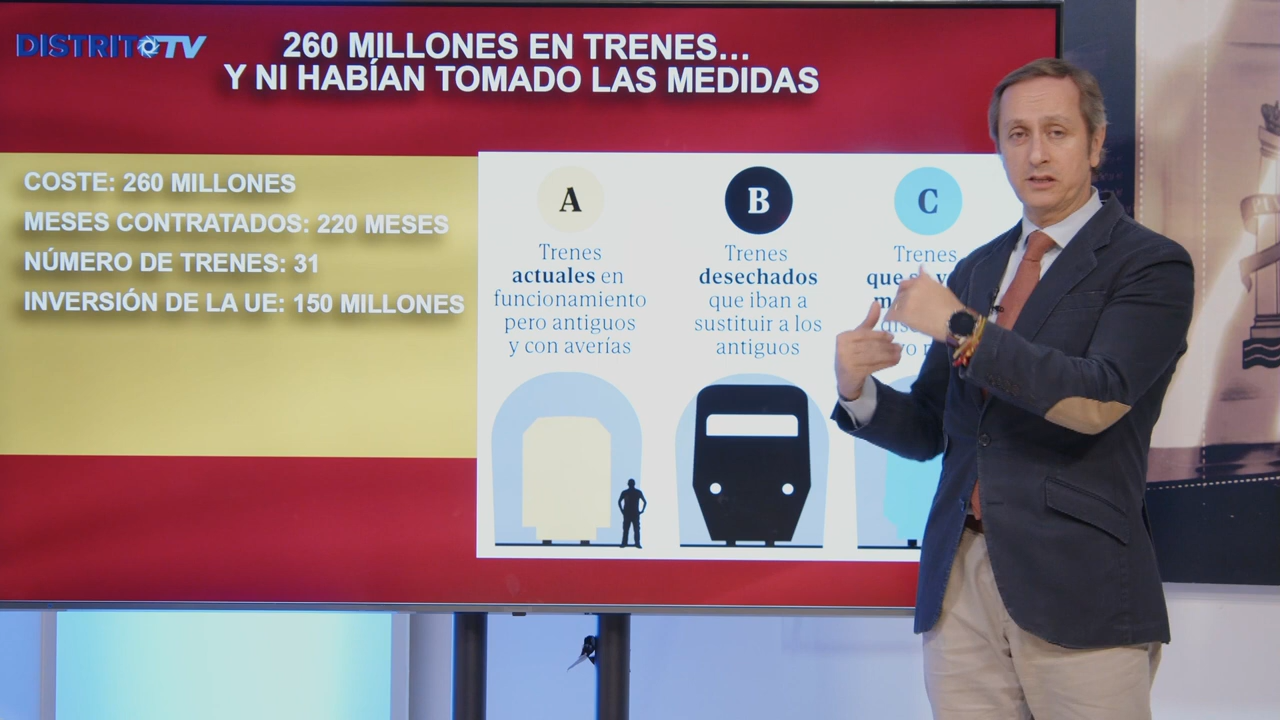 DISTRITOTV
260 MILLONES EN TRENES...
Y NI HABÍAN TOMADO LAS MEDIDAS
COSTE: 260 MILLONES
MESES CONTRATADOS: 220 MESES
NÚMERO DE TRENES: 31
INVERSIÓN DE LA UE: 150 MILLONES
A
Trenes
actuales en
funcionamiento
pero antiguos
y con averías
B
Trenes
desechados
que iban a
sustituir a los
antiguos
C
Trenes
que